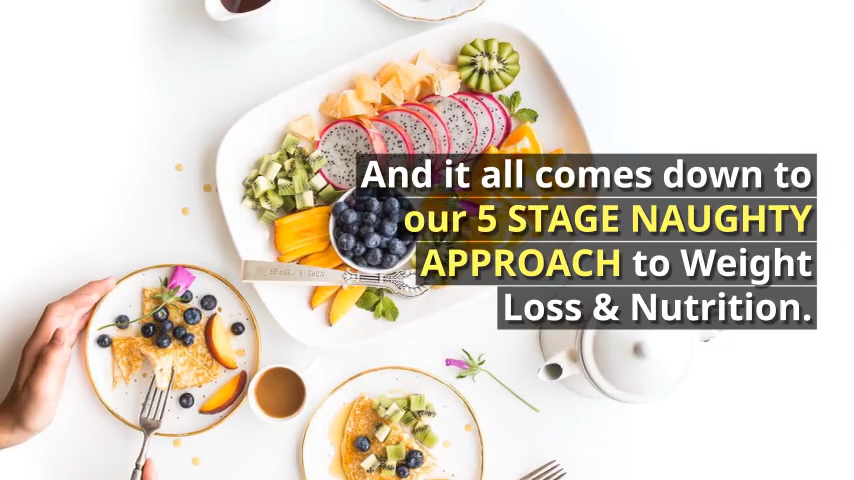 And it all comes down to
our 5 STAGE NAUGHTY
APPROACH to Weight
Loss & Nutrition.